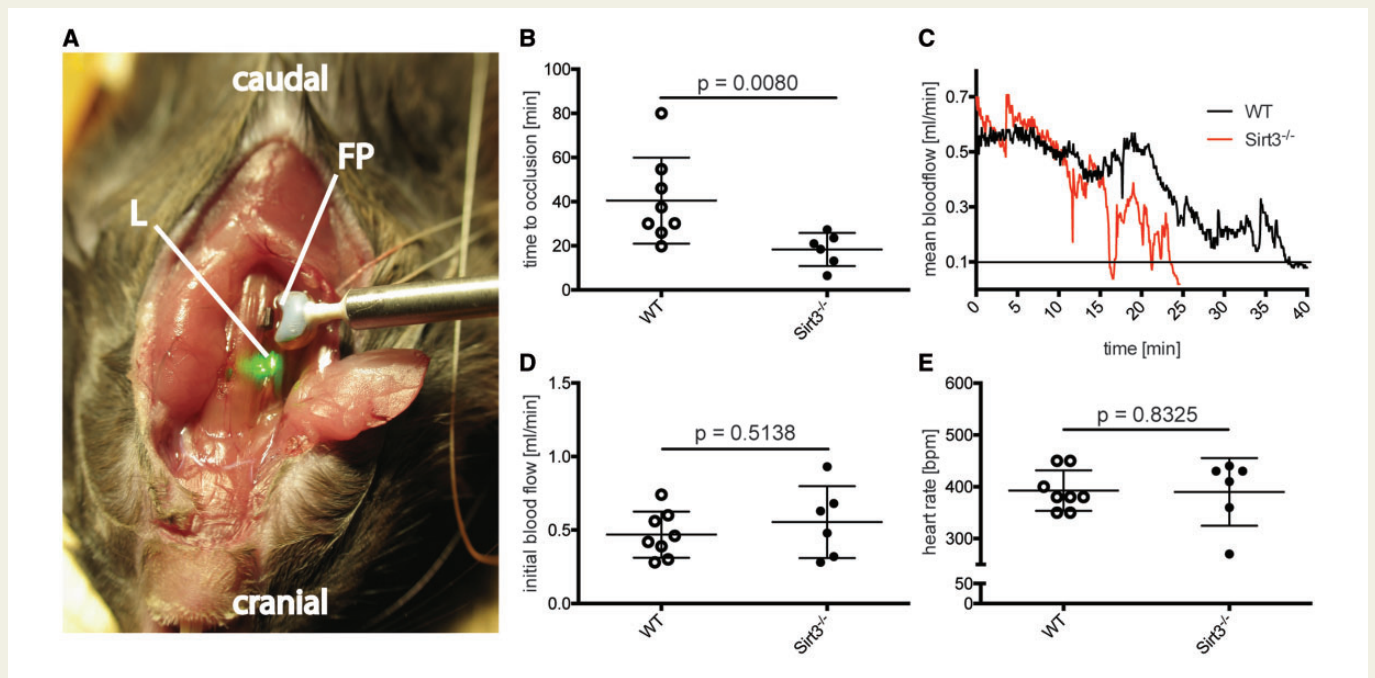 A
caudal
FP
L
cranial
B
time to occlusion [min]
100
80
60
40
20
0
p = 0.0080
WT
Sirt3-/-
C
mean bloodflow [ml/min]
0.7
0.5
0.3
0.1
WT
Sirt3-/-
0
5
10
15
20
25
30
35
40
time [min]
D
initial blood flow [ml/min]
1.5
1.0
0.5
0.0
p = 0.5138
WT
Sirt3-/-
E
heart rate [bpm]
600
500
400
300
50
0
p = 0.8325
WT
Sirt3-/-